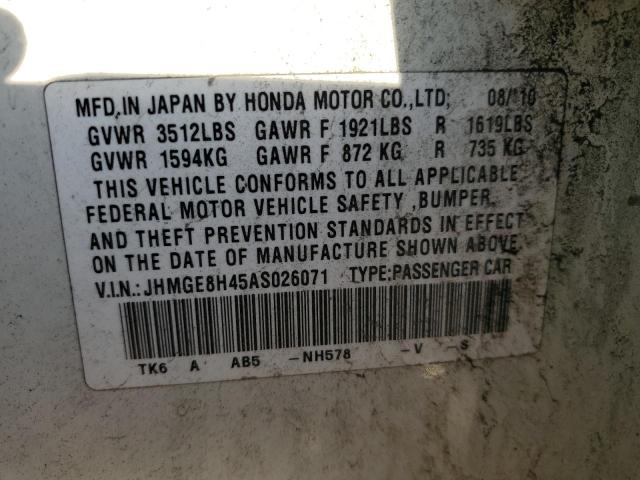 MFD,IN JAPAN BY HONDA MOTOR CO.,LTD; 08/10
GVWR 3512LBS GAWR F 1921LBS R 1619LBS
GVWR 1594KG GAWR F 872 KG R 735 KG
THIS VEHICLE CONFORMS TO ALL APPLICABLE
FEDERAL MOTOR VEHICLE SAFETY ,BUMPER,
AND THEFT PREVENTION STANDARDS IN EFFECT
ON THE DATE OF MANUFACTURE SHOWN ABOVE,
V.I.N.: JHMGE8H45AS026071 TYPE:PASSENGER CAR
TK6 A AB5 -NH578 -V S